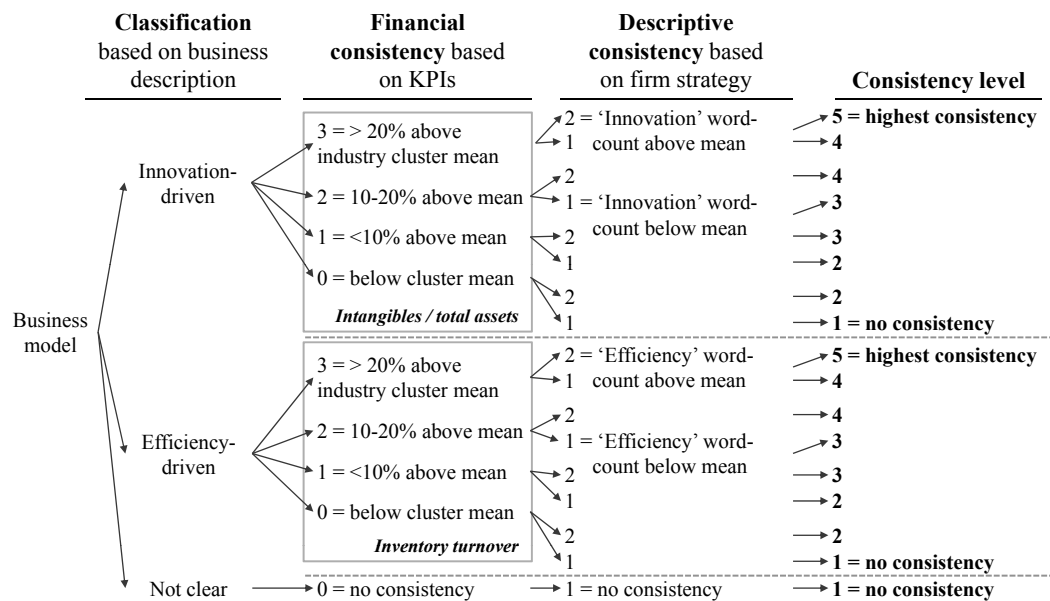 Classification
based on business
description
Financial
consistency based
on KPIs
Descriptive
consistency based
on firm strategy
Consistency level
Business
model
Innovation-
driven
3 = > 20% above
industry cluster mean
2 = 10-20% above mean
1 = <10% above mean
0 = below cluster mean
Intangibles / total assets
2 = ‘Innovation’ word-
1 count above mean
2
1 = ‘Innovation’ word-
count below mean
2
1
2
1
5 = highest consistency
4
4
3
3
2
2
1 = no consistency
Efficiency-
driven
3 = > 20% above
industry cluster mean
2 = 10-20% above mean
1 = <10% above mean
0 = below cluster mean
Inventory turnover
2 = ‘Efficiency’ word-
1 count above mean
2
1 = ‘Efficiency’ word-
count below mean
2
1
2
1
5 = highest consistency
4
4
3
3
2
2
1 = no consistency
Not clear
0 = no consistency
1 = no consistency
1 = no consistency